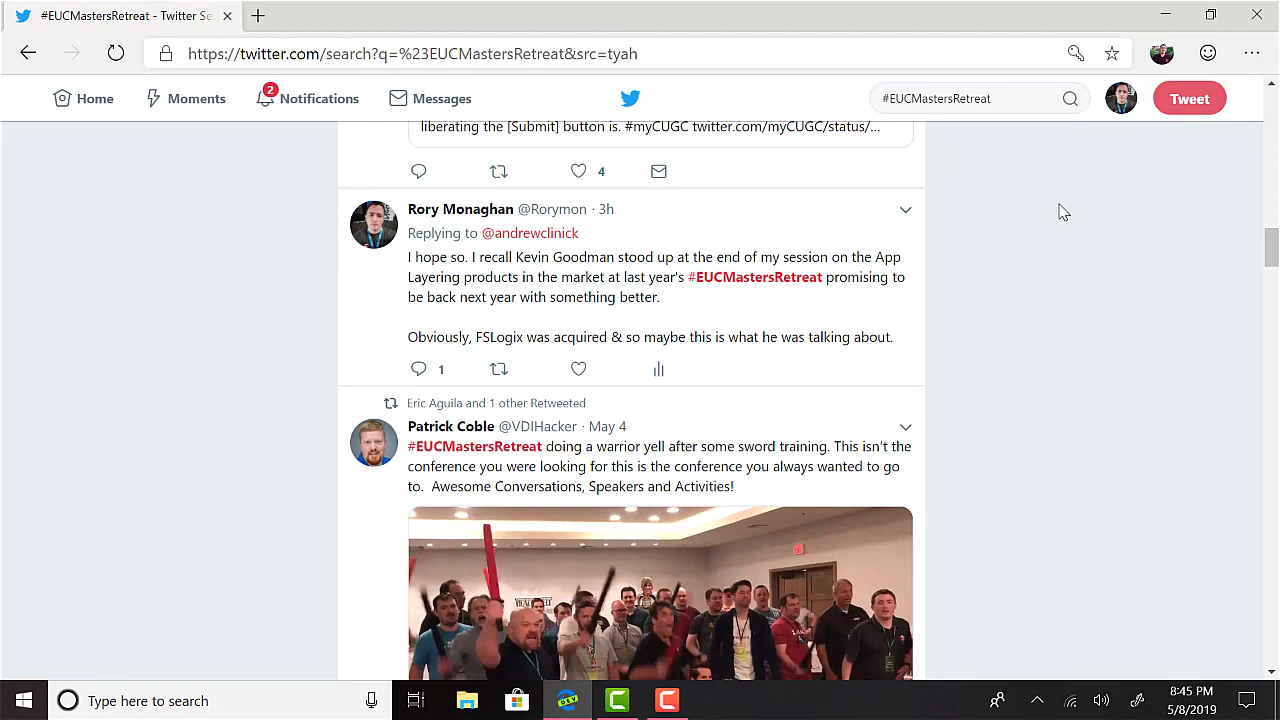 #EUCMastersRetreat - Twitter Se
https://twitter.com/search?q=%23EUCMastersRetreat&src=tyah
Home
Moments
2
Notifications
Messages
#EUCMastersRetreat
Tweet
liberating the [Submit] button is. #myCUGC twitter.com/myCUGC/status/...
4
Rory Monaghan @Rorymon · 3h
Replying to @andrewclinick
I hope so. I recall Kevin Goodman stood up at the end of my session on the App
Layering products in the market at last year's #EUCMastersRetreat promising to
be back next year with something better.
Obviously, FSLogix was acquired & so maybe this is what he was talking about.
1
Eric Aguila and 1 other Retweeted
Patrick Coble @VDIHacker · May 4
#EUCMastersRetreat doing a warrior yell after some sword training. This isn’t the
conference you were looking for this is the conference you always wanted to go
to.  Awesome Conversations, Speakers and Activities!
Type here to search
DEV
8:45 PM
5/8/2019